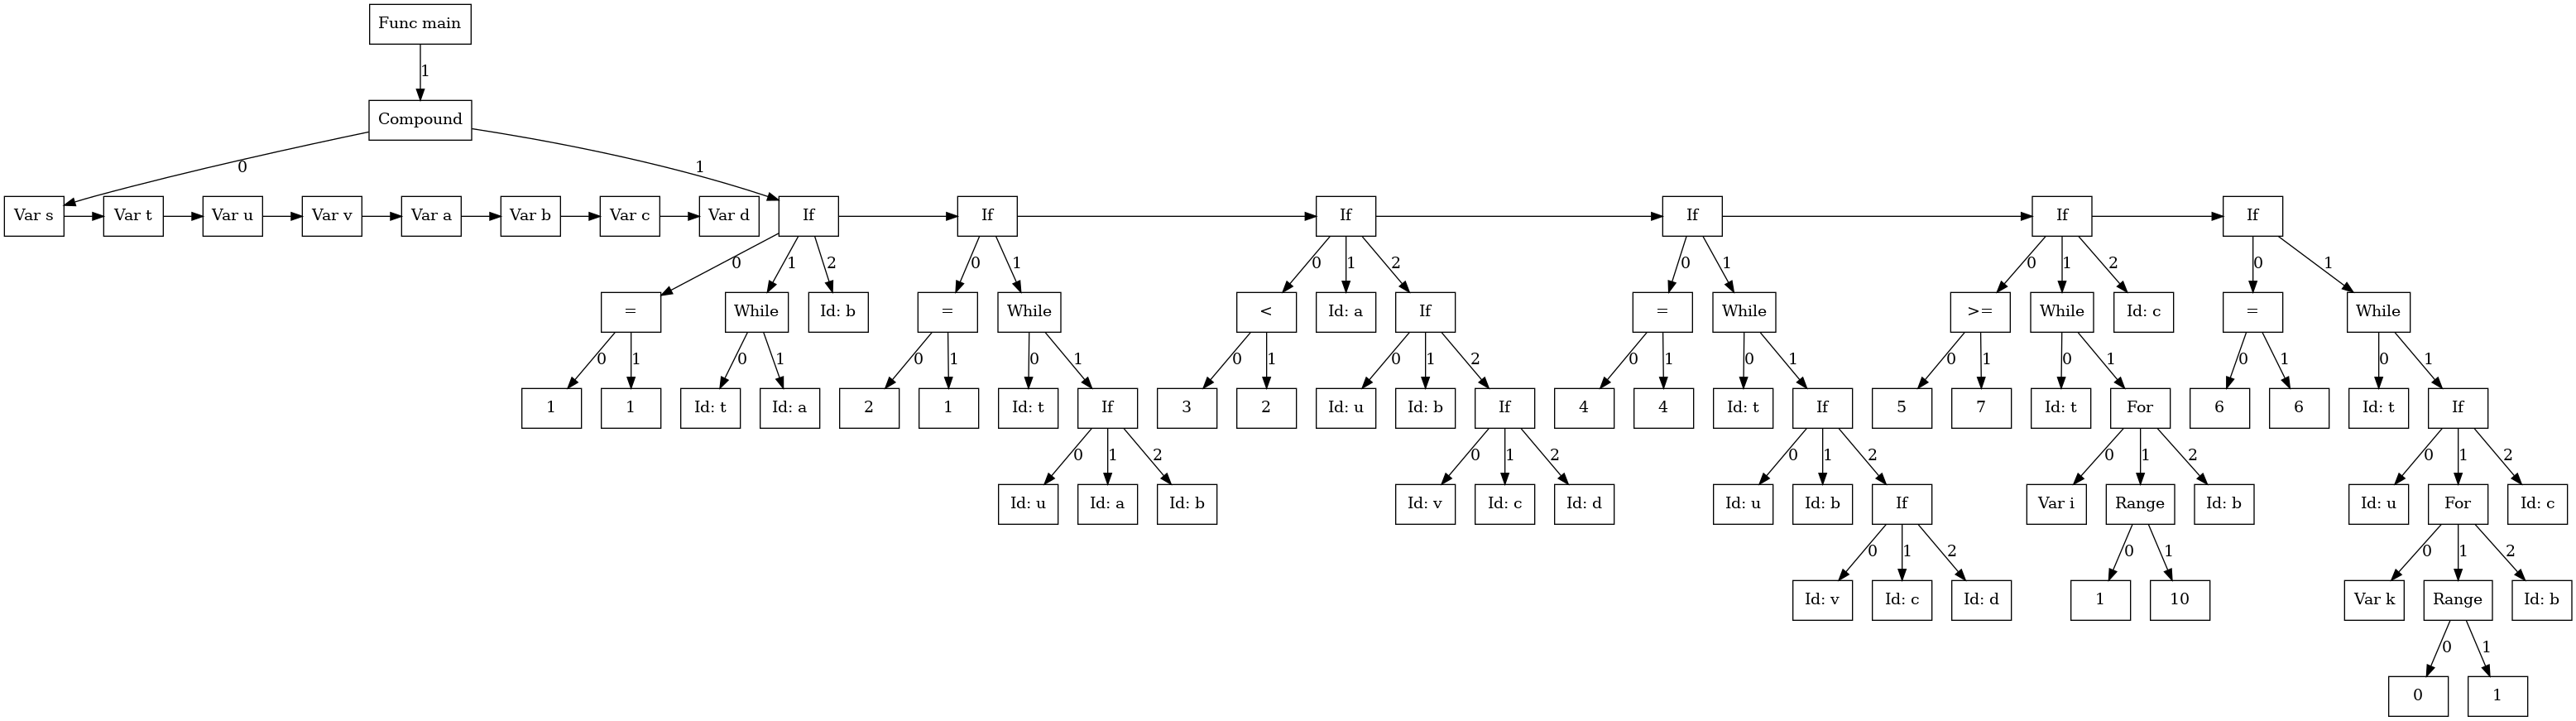 Func main
1
Compound
0 1
Var s Var t Var u Var v Var a Var b Var c Var d If If If If If If
0 1 2 0 1 0 1 2 0 1 0 1 2 0 1
= While Id: b = While < Id: a If = While >= While Id: c = While
0 1 0 1 0 1 0 1 0 1 0 1 2 0 1 0 1 0 1 0 1 0 1 0 1
1 1 Id: t Id: a 2 1 Id: t If 3 2 Id: u Id: b If 4 4 Id: t If 5 7 Id: t For 6 6 Id: t If
0 1 2 0 1 2 0 1 2 0 1 2 0 1 2
Id: u Id: a Id: b Id: v Id: c Id: d Id: u Id: b If Var i Range Id: b Id: u For Id: c
0 1 2 0 1 0 1 2
Id: v Id: c Id: d 1 10 Var k Range Id: b
0 1
0 1